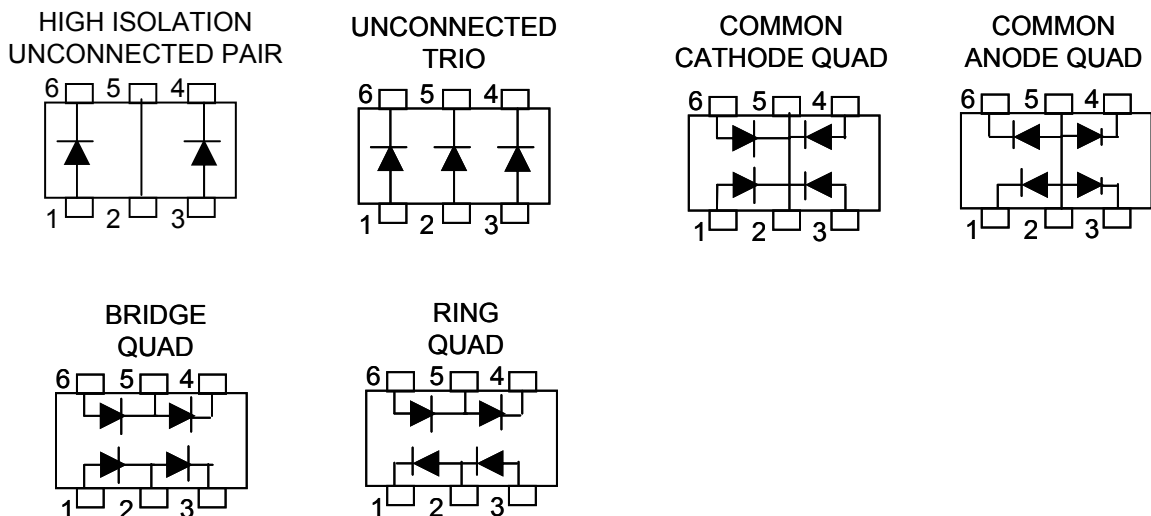 HIGH ISOLATION
UNCONNECTED PAIR
6 5 4
1 2 3
UNCONNECTED
TRIO
6 5 4
1 2 3
COMMON
CATHODE QUAD
6 5 4
1 2 3
COMMON
ANODE QUAD
6 5 4
1 2 3
BRIDGE
QUAD
6 5 4
1 2 3
RING
QUAD
6 5 4
1 2 3